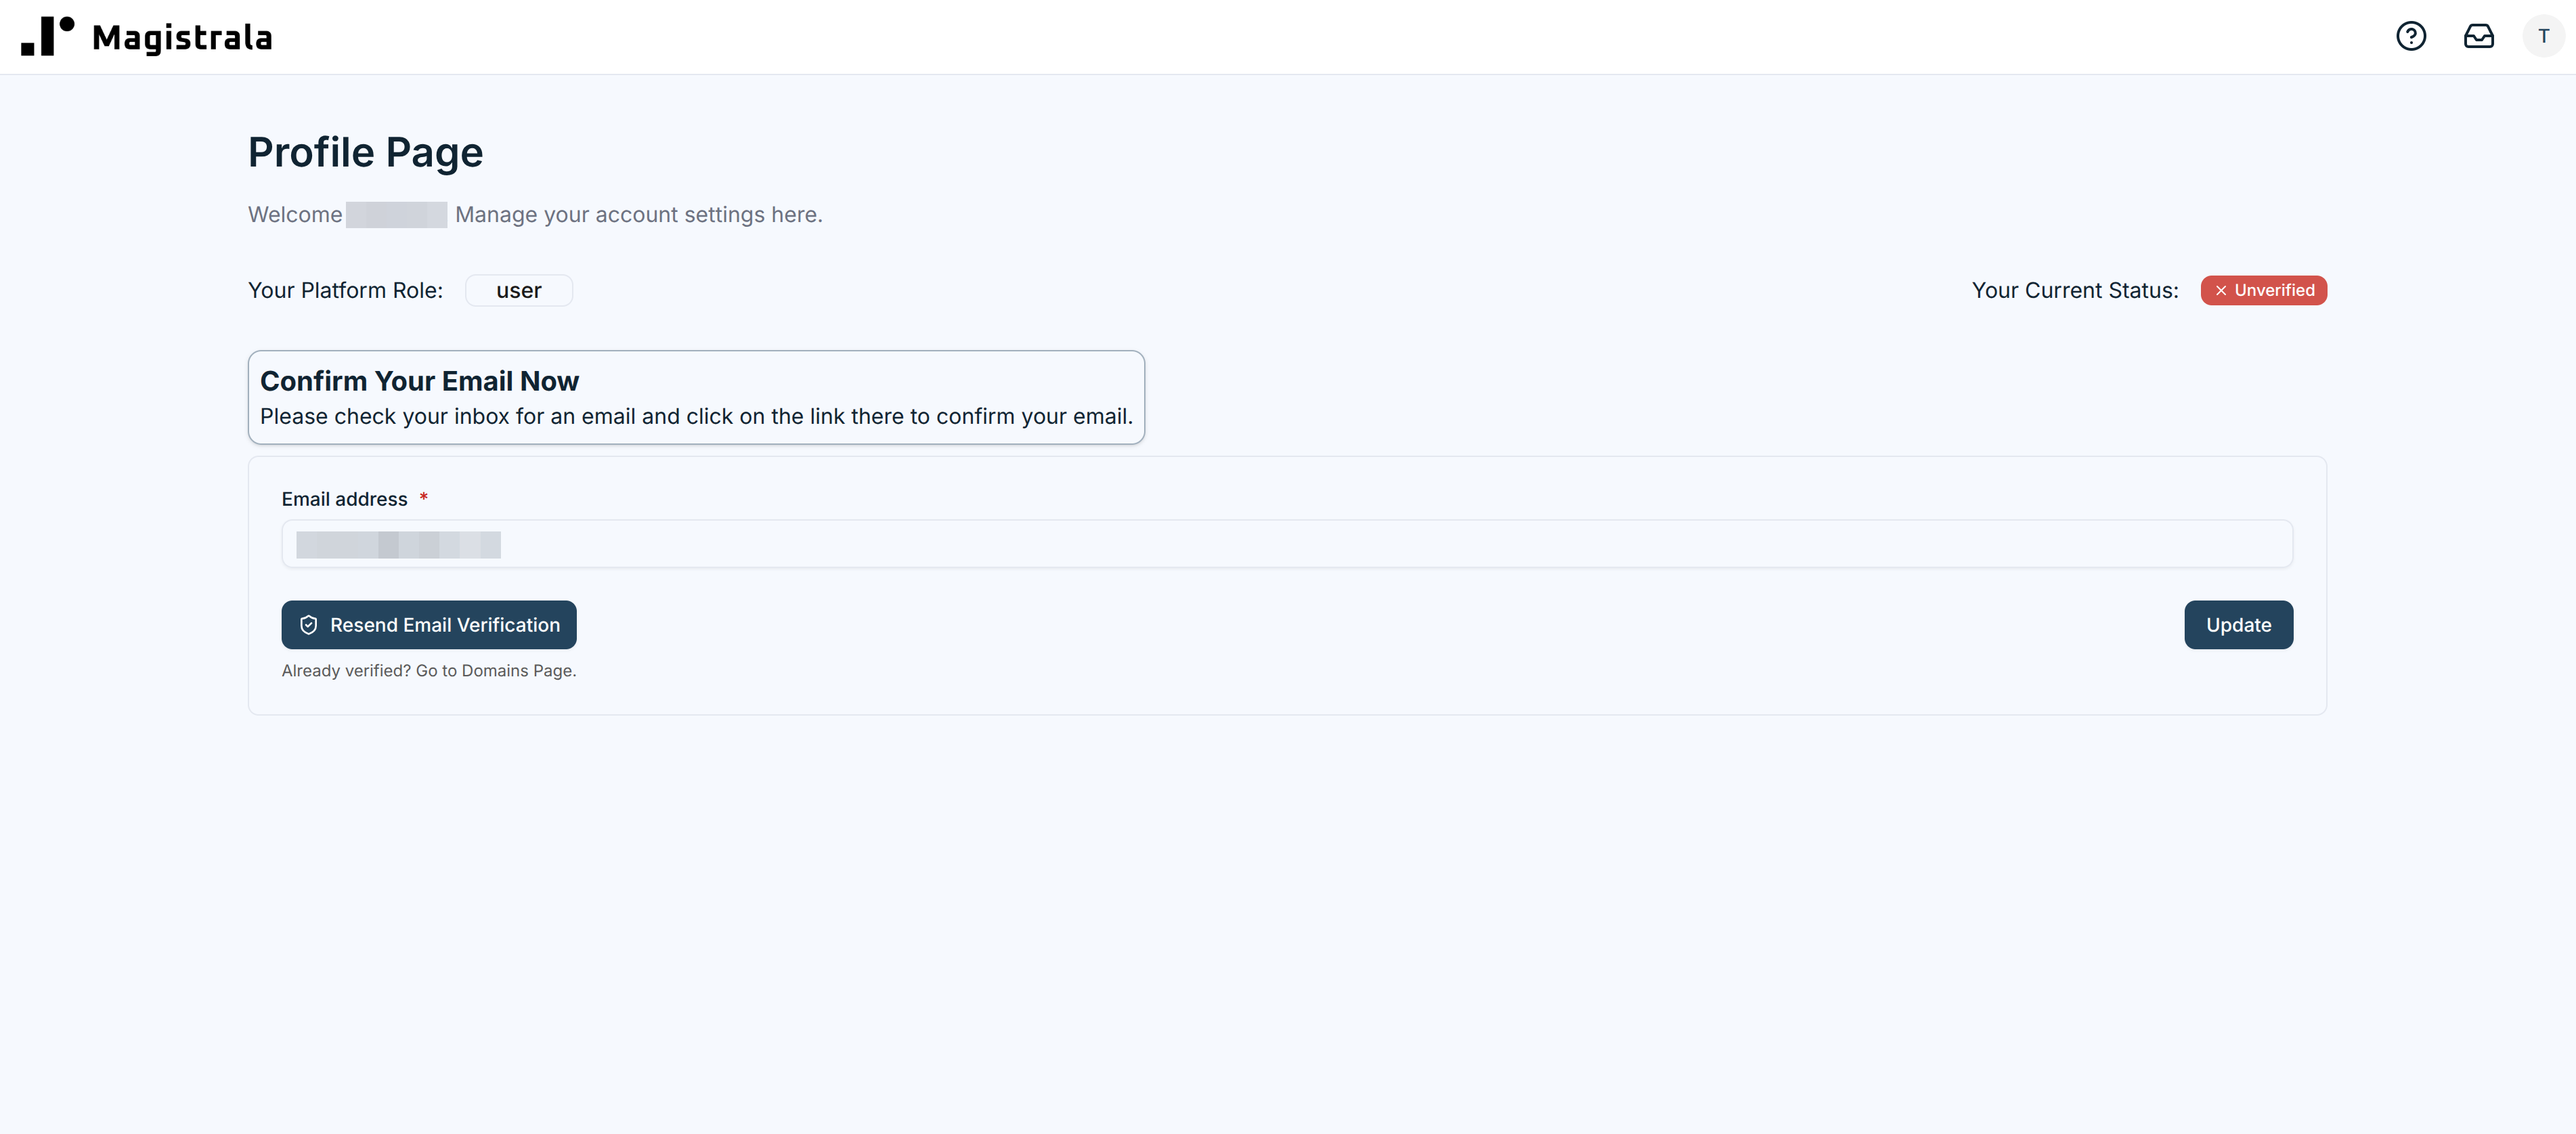 Magistrala
T
Profile Page
Welcome Manage your account settings here.
Your Platform Role: user
Your Current Status: Unverified
Confirm Your Email Now
Please check your inbox for an email and click on the link there to confirm your email.
Email address *
Resend Email Verification
Update
Already verified? Go to Domains Page.